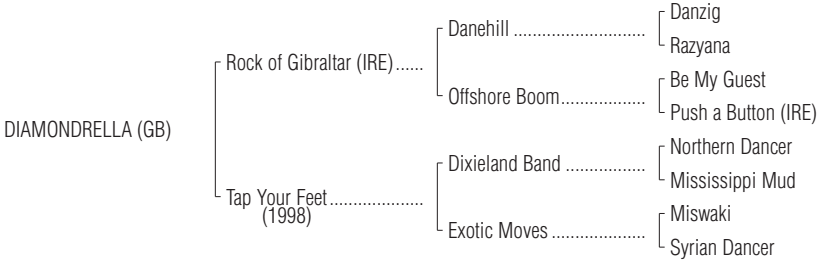 Danzig
Danehill ............................
Razyana
Rock of Gibraltar (IRE)......
Be My Guest
Offshore Boom..................
Push a Button (IRE)
DIAMONDRELLA (GB)
Northern Dancer
Dixieland Band .................
Mississippi Mud
Tap Your Feet....................
(1998)
Miswaki
Exotic Moves ....................
Syrian Dancer